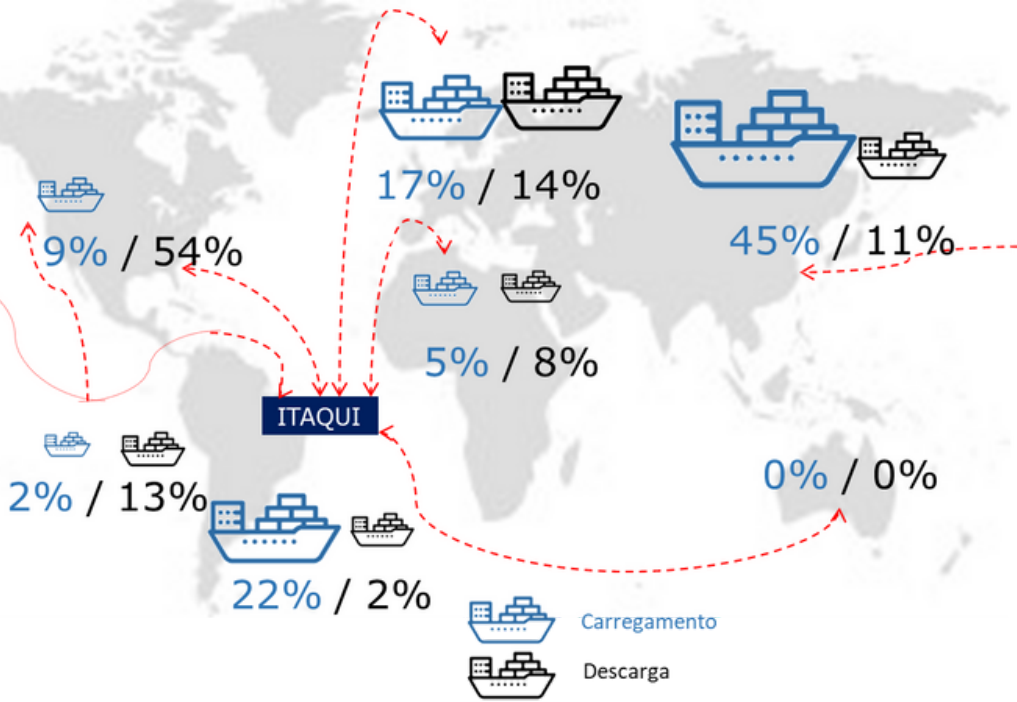 17% / 14%
9% / 54%
45% / 11%
5% / 8%
ITAQUI
2% / 13%
0% / 0%
22% / 2%
Carregamento
Descarga